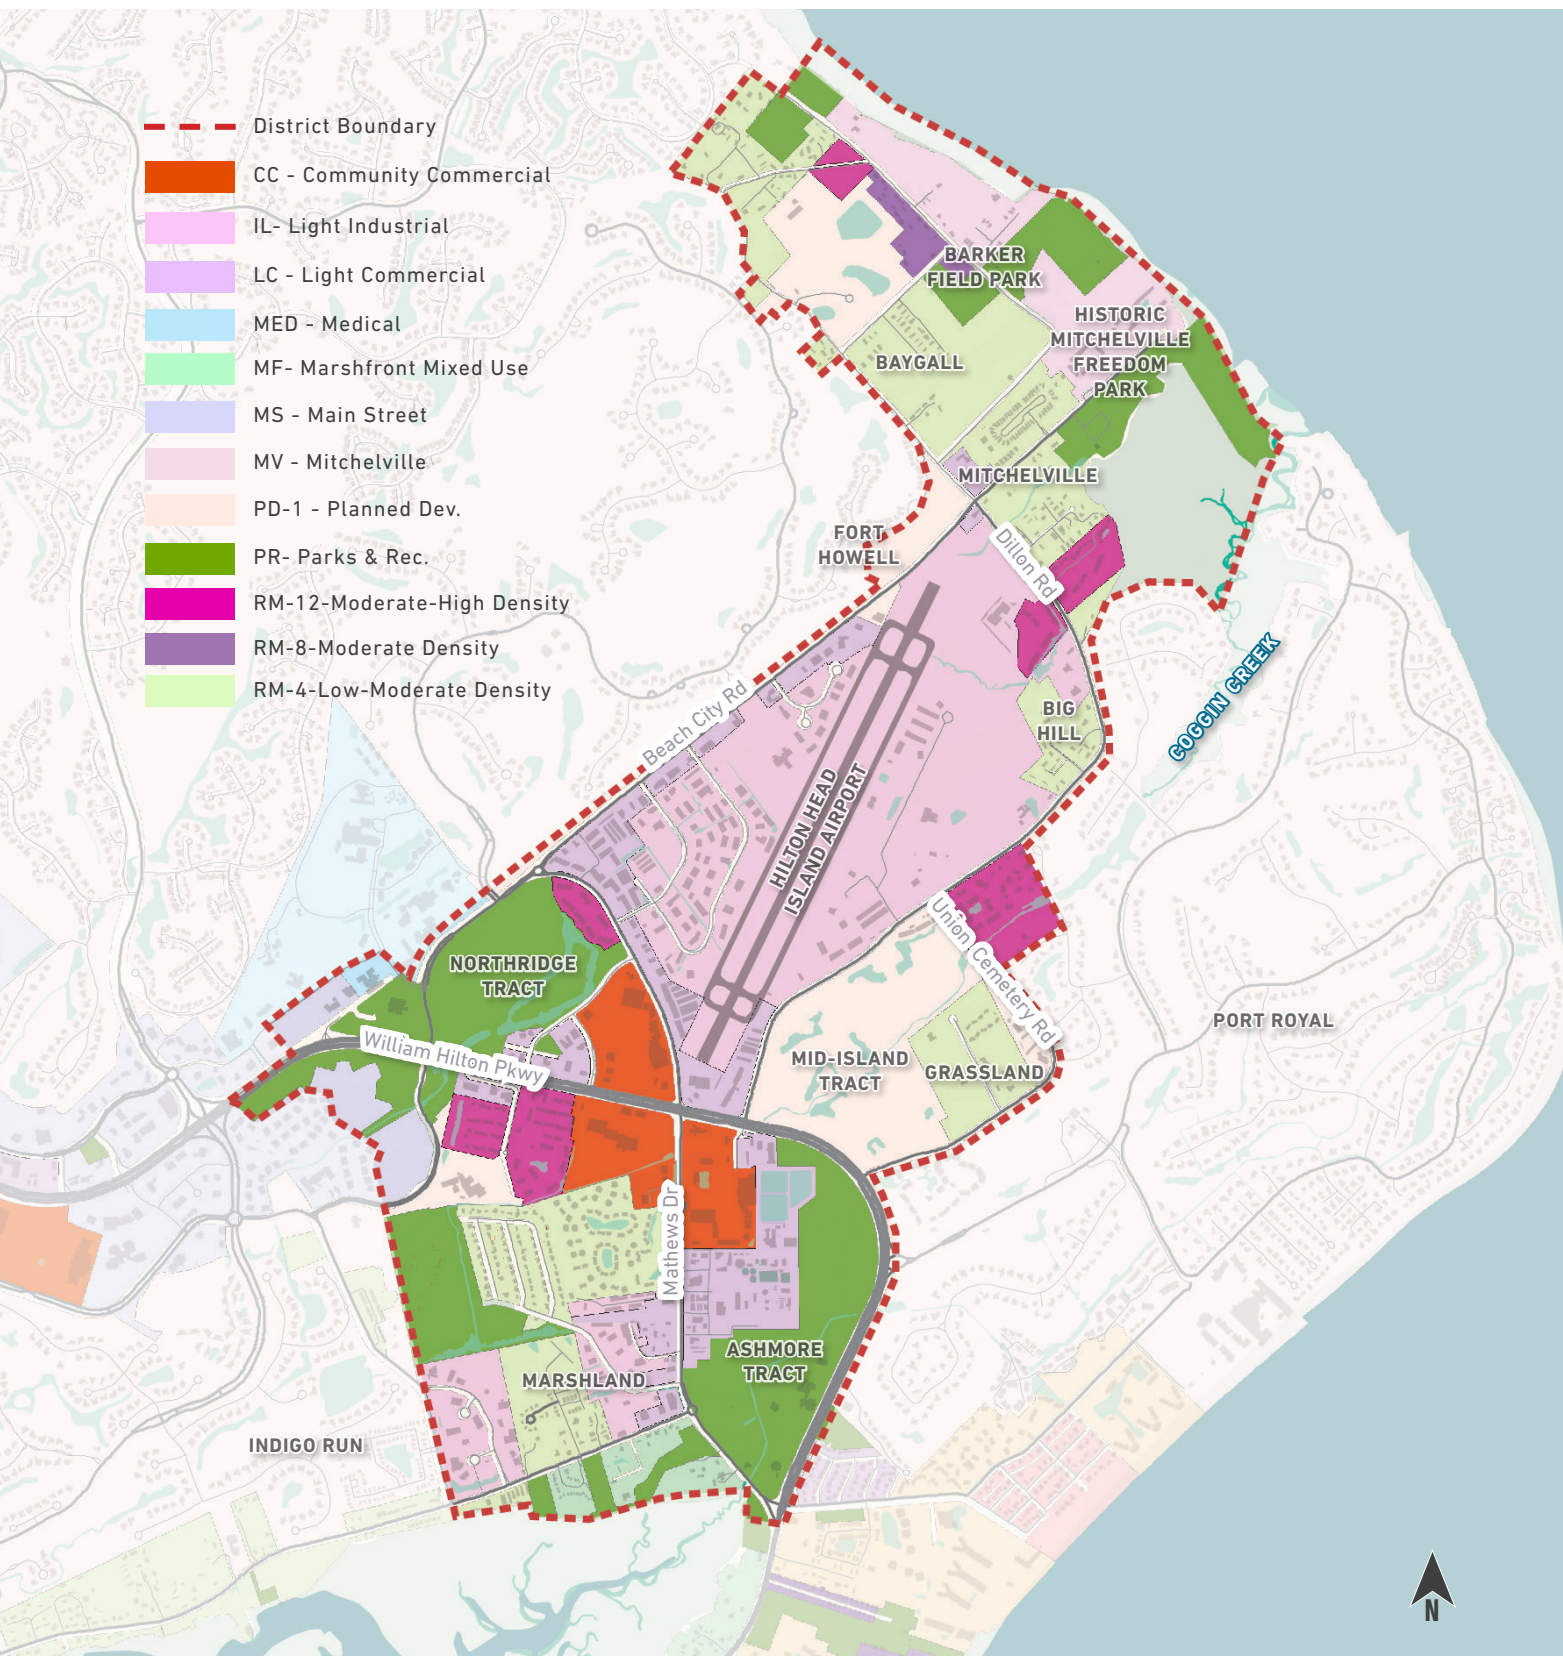 District Boundary
CC - Community Commercial
IL- Light Industrial
LC - Light Commercial
MED - Medical
MF- Marshfront Mixed Use
MS - Main Street
MV - Mitchelville
PD-1 - Planned Dev.
PR- Parks & Rec.
RM-12-Moderate-High Density
RM-8-Moderate Density
RM-4-Low-Moderate Density
BARKER
FIELD PARK
HISTORIC
MITCHELVILLE
FREEDOM
PARK
BAYGALL
MITCHELVILLE
FORT
HOWELL
Dillon Rd
BIG
HILL
COGGIN CREEK
Beach City Rd
HILTON HEAD
ISLAND AIRPORT
Union Cemetery Rd
NORTHRIDGE
TRACT
William Hilton Pkwy
MID-ISLAND
TRACT
GRASSLAND
PORT ROYAL
Mathews Dr
ASHMORE
TRACT
MARSHLAND
INDIGO RUN
N